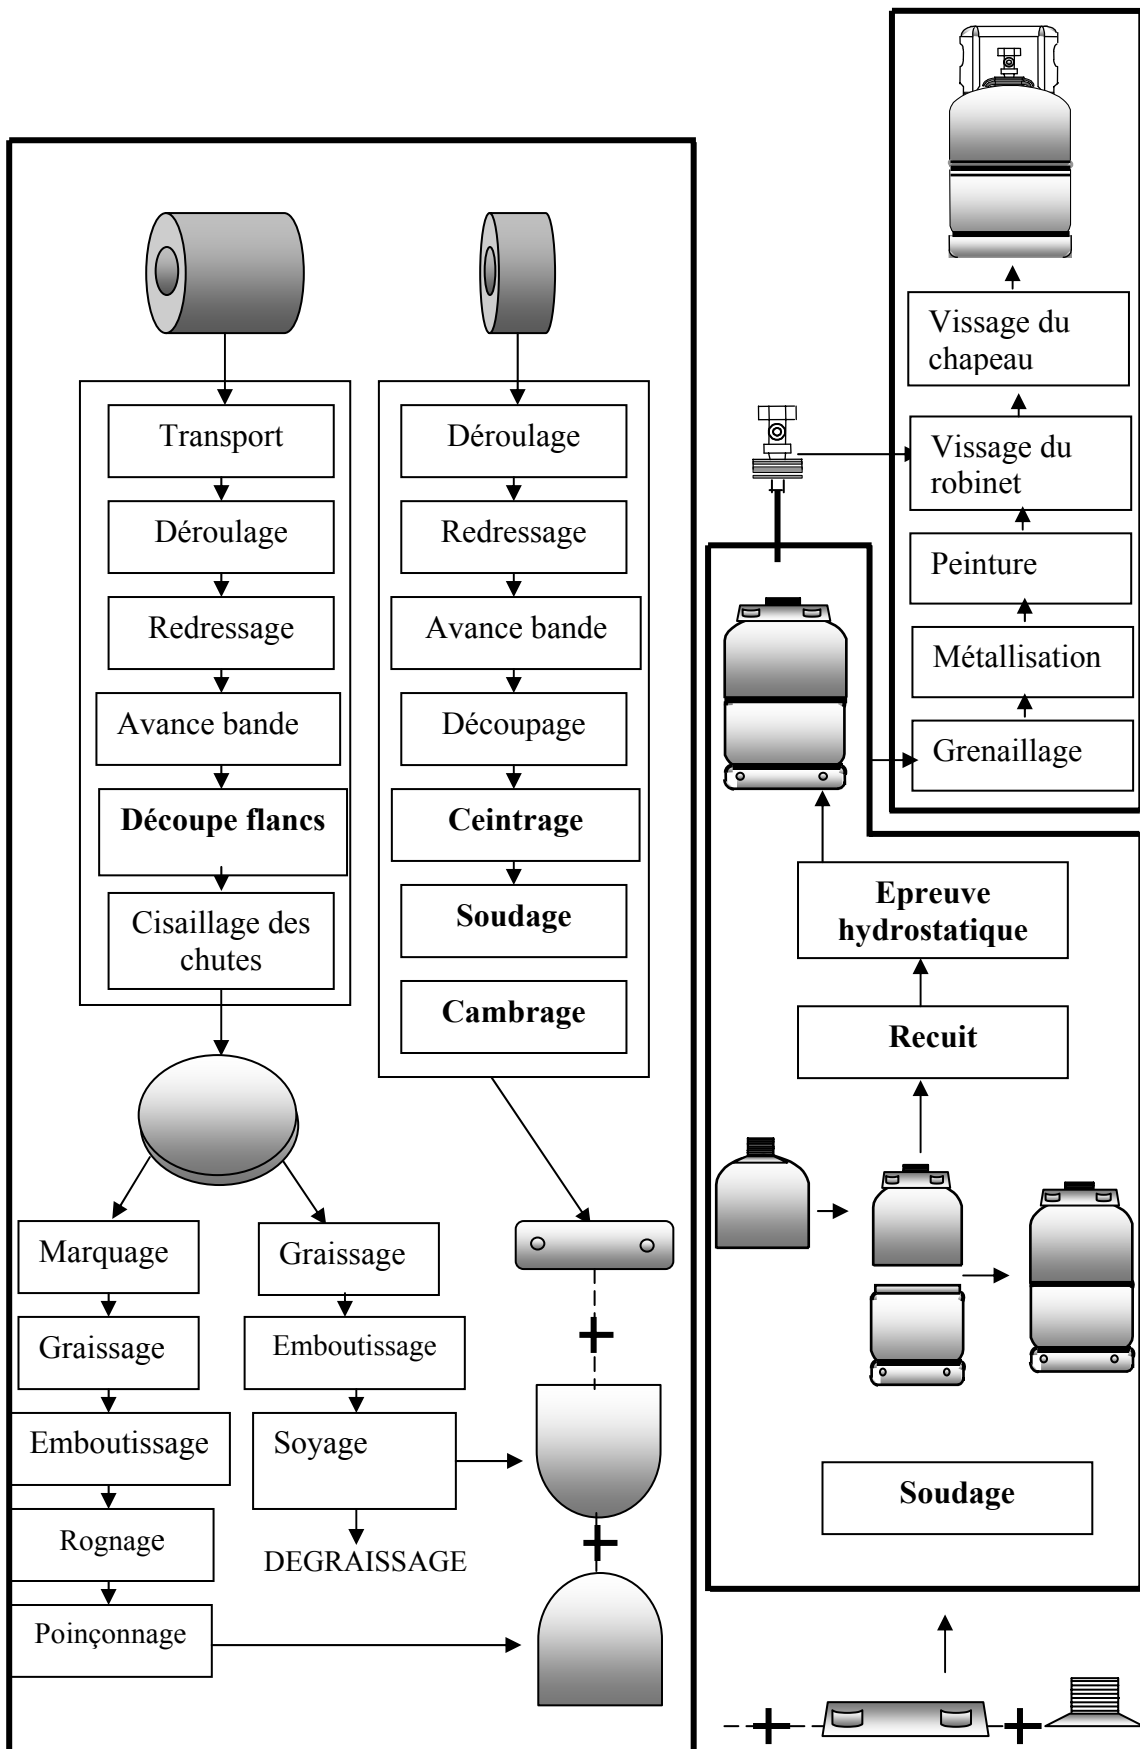 Transport
Déroulage
Redressage
Avance bande
Découpe flancs
Cisaillage des
chutes
Déroulage
Redressage
Avance bande
Découpage
Ceintrage
Soudage
Cambrage
Marquage
Graissage
Emboutissage
Rognage
Poinçonnage
Graissage
Emboutissage
Soyage
DEGRAISSAGE
Soudage
Recuit
Epreuve
hydrostatique
Vissage du
chapeau
Vissage du
robinet
Peinture
Métallisation
Grenaillage